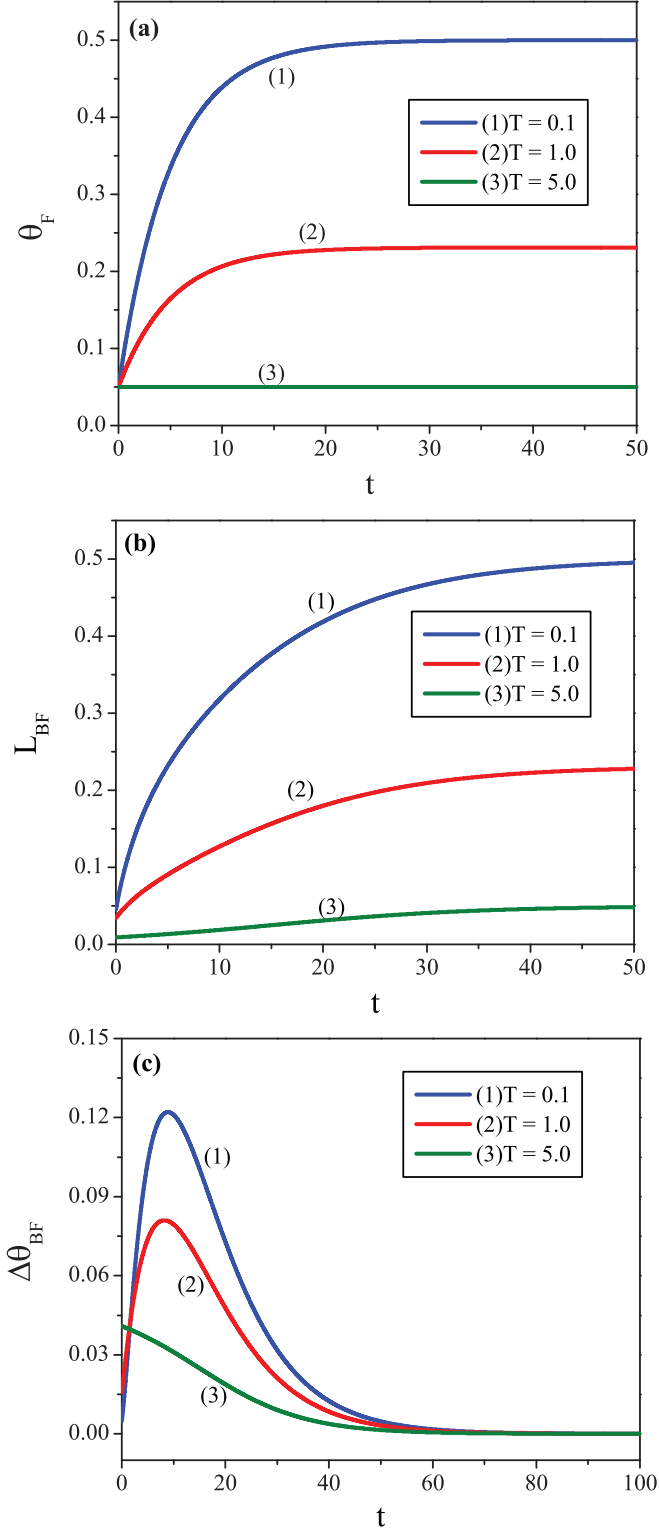 (a)
0.5
(1)
0.4
(1)T = 0.1
(2)T = 1.0
(3)T = 5.0
0.3
θF
(2)
0.2
0.1
(3)
0.0
0 10 20 30 40 50
t
(b)
0.5
(1)
0.4
(1)T = 0.1
(2)T = 1.0
(3)T = 5.0
0.3
LBF
(2)
0.2
0.1
(3)
0.0
0 10 20 30 40 50
t
0.15
(c)
(1)T = 0.1
(2)T = 1.0
(3)T = 5.0
0.12
(1)
0.09
ΔθBF
0.06
(2)
0.03
(3)
0.00
0 20 40 60 80 100
t